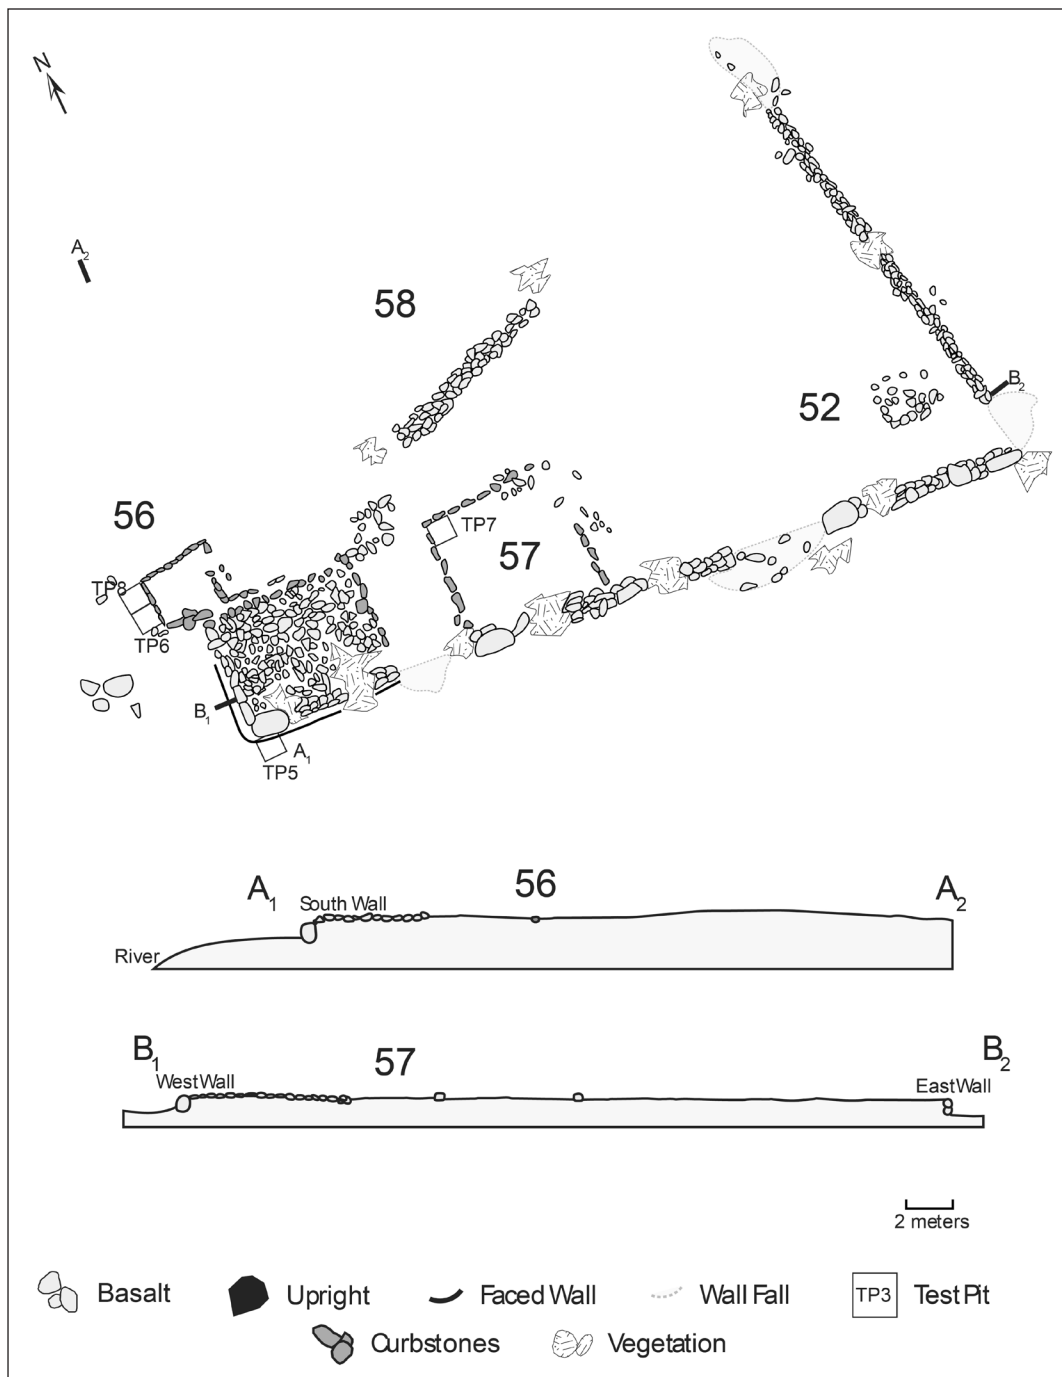 N
A2
58
B2
52
56
TP7
57
TP8
TP6
B1
A1
TP5
A1 56 A2
South Wall
River
B1 57 B2
West Wall East Wall
2 meters
Basalt Upright Faced Wall Wall Fall TP3 Test Pit
Curbstones Vegetation